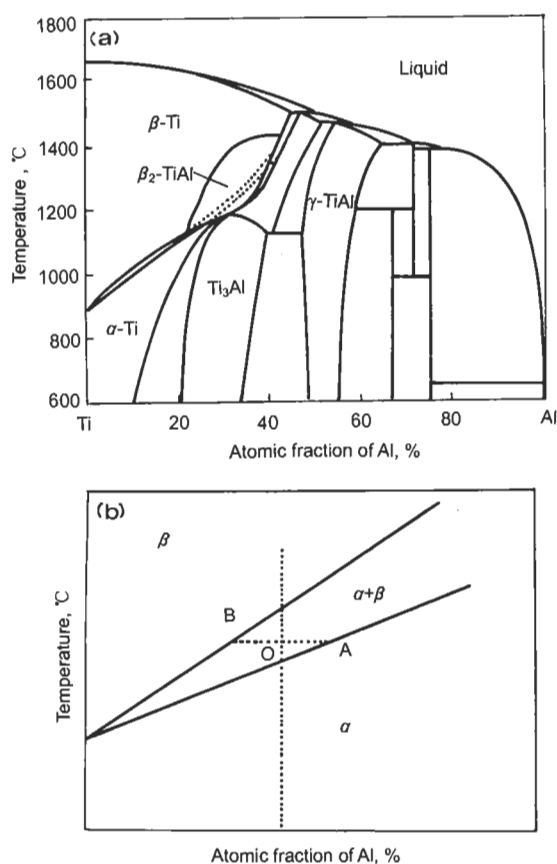 (a)
1800
1600
1400
1200
1000
800
600
Temperature, ℃
Liquid
β-Ti
β₂-TiAl
γ-TiAl
Ti₃Al
α-Ti
Ti 20 40 60 80 Al
Atomic fraction of Al, %
(b)
β
α+β
B
O
A
α
Temperature, ℃
Atomic fraction of Al, %